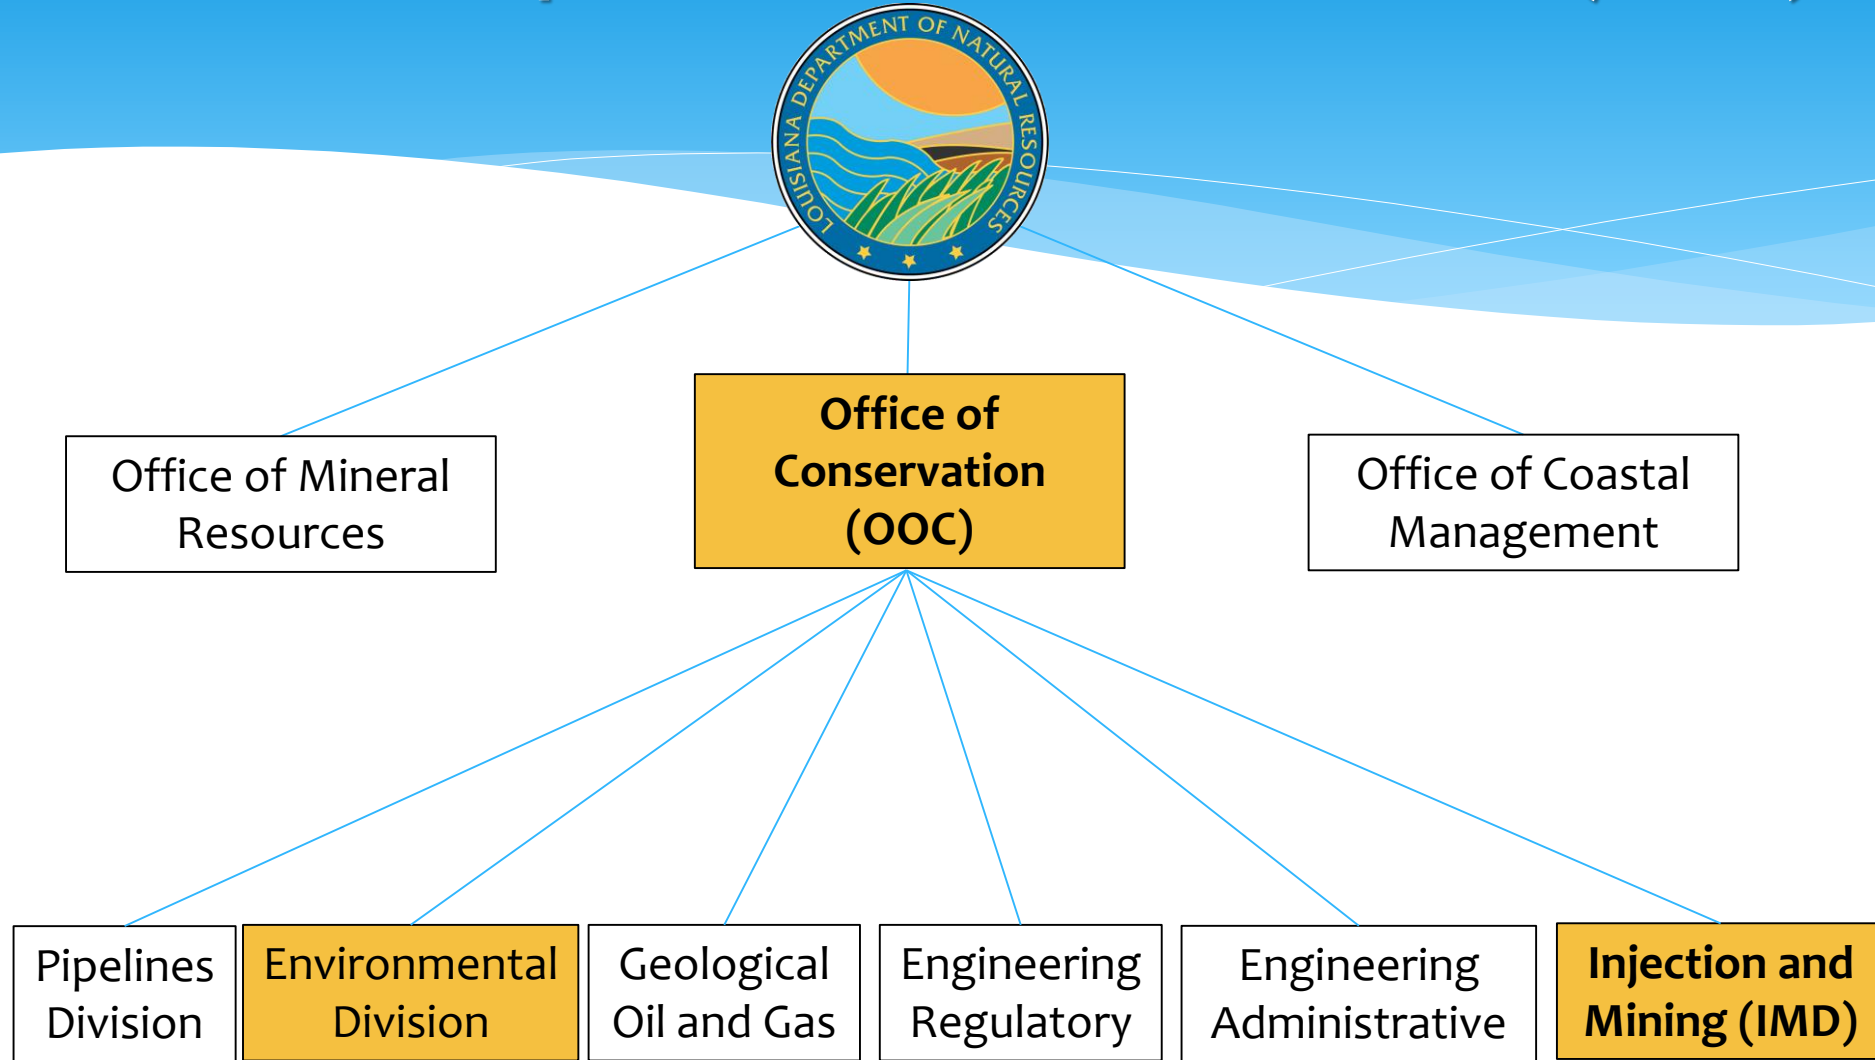 LOUISIANA DEPARTMENT OF NATURAL RESOURCES
Office of
Conservation
(OOC)
Office of Mineral
Resources
Office of Coastal
Management
Pipelines
Division
Environmental
Division
Geological
Oil and Gas
Engineering
Regulatory
Engineering
Administrative
Injection and
Mining (IMD)